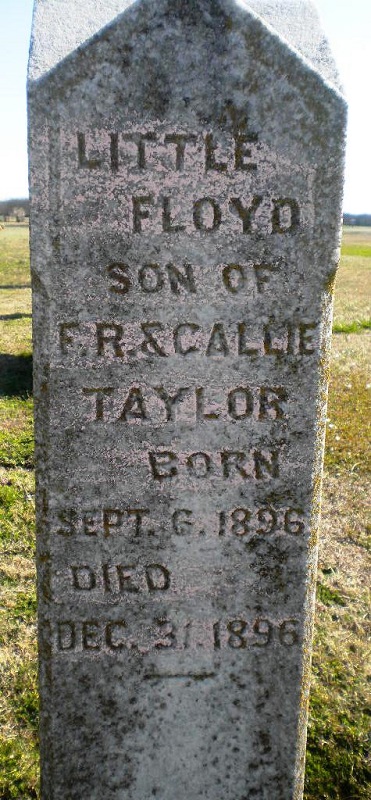 LITTLE
FLOYD
SON OF
F.R.&CALLIE
TAYLOR
BORN
SEPT. 6. 1896
DIED
DEC. 31. 1896